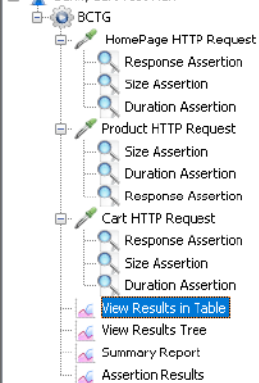 BCTG
HomePage HTTP Request
Response Assertion
Size Assertion
Duration Assertion
Product HTTP Request
Size Assertion
Duration Assertion
Response Assertion
Cart HTTP Request
Response Assertion
Size Assertion
Duration Assertion
View Results in Table
View Results Tree
Summary Report
Assertion Results